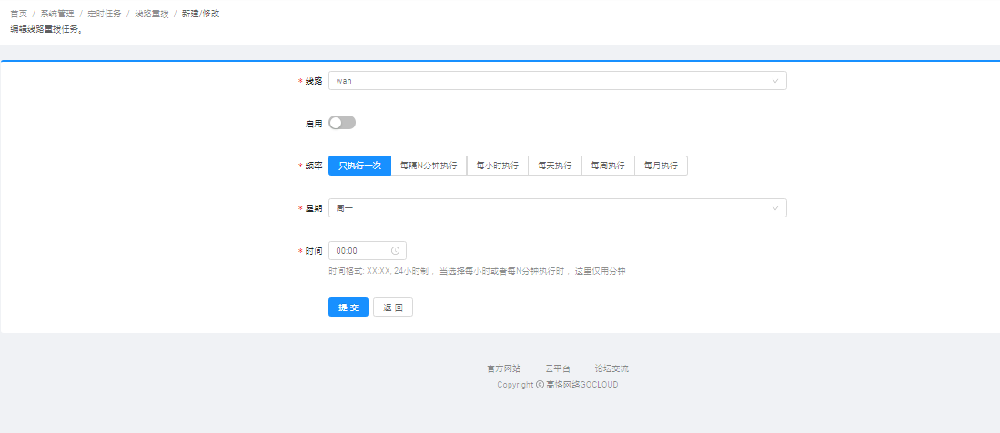 首页 / 系统管理 / 定时任务 / 线路重拨 / 新建/修改
编辑线路重拨任务。
* 线路 wan
启用
* 频率 只执行一次 每隔N分钟执行 每小时执行 每天执行 每周执行 每月执行
* 星期 周一
* 时间 00:00
时间格式: XX:XX, 24小时制 ，当选择每小时或者每N分钟执行时 ，这里仅用分钟
提 交 返 回
官方网站 云平台 论坛交流
Copyright © 高恪网络GOCLOUD